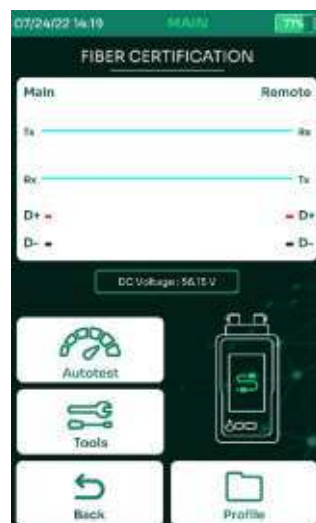 07/24/22 14:19 MAIN 77%
FIBER CERTIFICATION
Main Remote
Tx Rx
Rx Tx
D+ D+
D- D-
DC Voltage: 56.15 V
Autotest
Tools
Back Profile